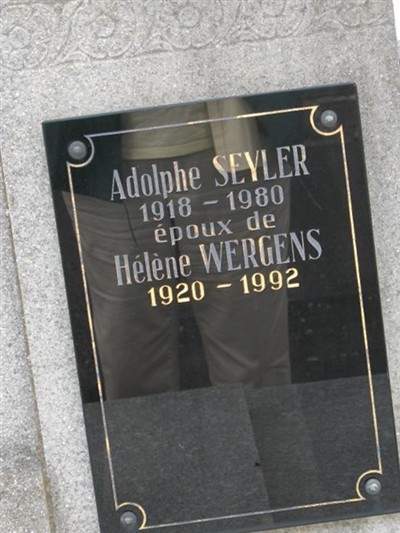 Adolphe SEYLER
1918 - 1980
époux de
Hélène WERGENS
1920 - 1992